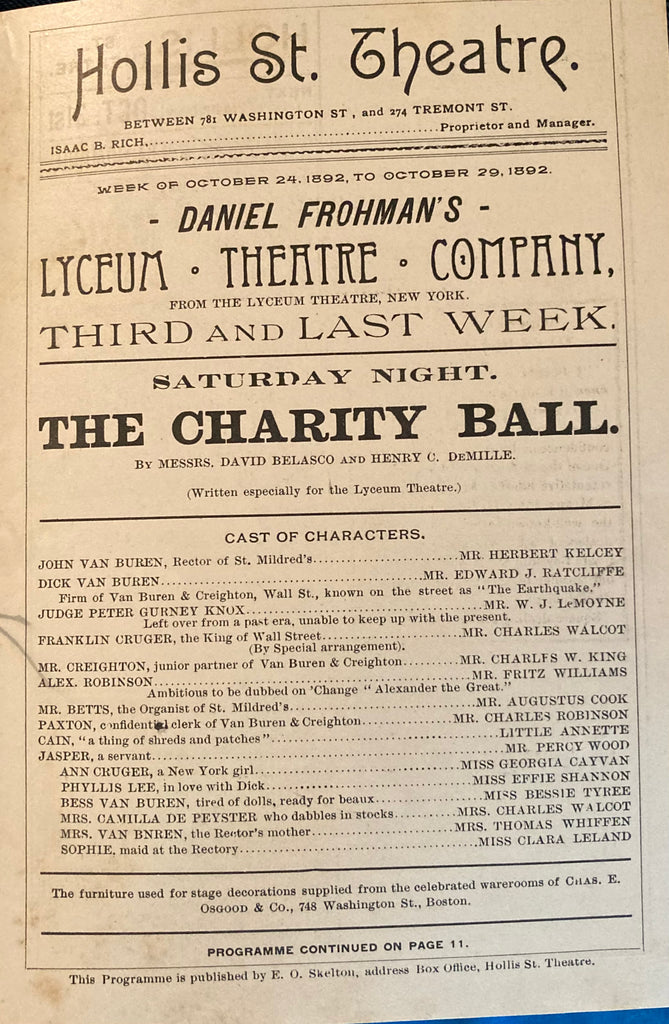 Hollis St. Theatre.
BETWEEN 781 WASHINGTON ST, and 274 TREMONT ST.
ISAAC B. RICH,........................................Proprietor and Manager.
WEEK OF OCTOBER 24, 1892, TO OCTOBER 29, 1892.
- DANIEL FROHMAN'S -
LYCEUM • THEATRE • COMPANY,
FROM THE LYCEUM THEATRE, NEW YORK.
THIRD AND LAST WEEK.
SATURDAY NIGHT.
THE CHARITY BALL.
BY MESSRS. DAVID BELASCO AND HENRY C. DEMILLE.
(Written especially for the Lyceum Theatre.)
CAST OF CHARACTERS.
JOHN VAN BUREN, Rector of St. Mildred's........................MR. HERBERT KELCEY
DICK VAN BUREN........................................MR. EDWARD J. RATCLIFFE
Firm of Van Buren & Creighton, Wall St., known on the street as "The Earthquake."
JUDGE PETER GURNEY KNOX...................................MR. W. J. LEMOYNE
Left over from a past era, unable to keep up with the present.
FRANKLIN CRUGER, the King of Wall Street.....................MR. CHARLES WALCOT
(By Special arrangement).
MR. CREIGHTON, junior partner of Van Buren & Creighton.........MR. CHARLES W. KING
ALEX. ROBINSON..............................................MR. FRITZ WILLIAMS
Ambitious to be dubbed on 'Change "Alexander the Great."
MR. BETTS, the Organist of St. Mildred's.........................MR. AUGUSTUS COOK
PAXTON, confidential clerk of Van Buren & Creighton.............MR. CHARLES ROBINSON
CAIN, "a thing of shreds and patches"................................LITTLE ANNETTE
JASPER, a servant..................................................MR. PERCY WOOD
ANN CRUGER, a New York girl..............................MISS GEORGIA CAYVAN
PHYLLIS LEE, in love with Dick..............................MISS EFFIE SHANNON
BESS VAN BUREN, tired of dolls, ready for beaux...............MISS BESSIE TYREE
MRS. CAMILLA DE PEYSTER who dabbles in stocks.........MRS. CHARLES WALCOT
MRS. VAN BNREN, the Rector's mother....................MRS. THOMAS WHIFFEN
SOPHIE, maid at the Rectory.................................MISS CLARA LELAND
The furniture used for stage decorations supplied from the celebrated warerooms of CHAS. E.
OSGOOD & Co., 748 Washington St., Boston.
PROGRAMME CONTINUED ON PAGE 11.
This Programme is published by E. O. Skelton, address Box Office, Hollis St. Theatre.